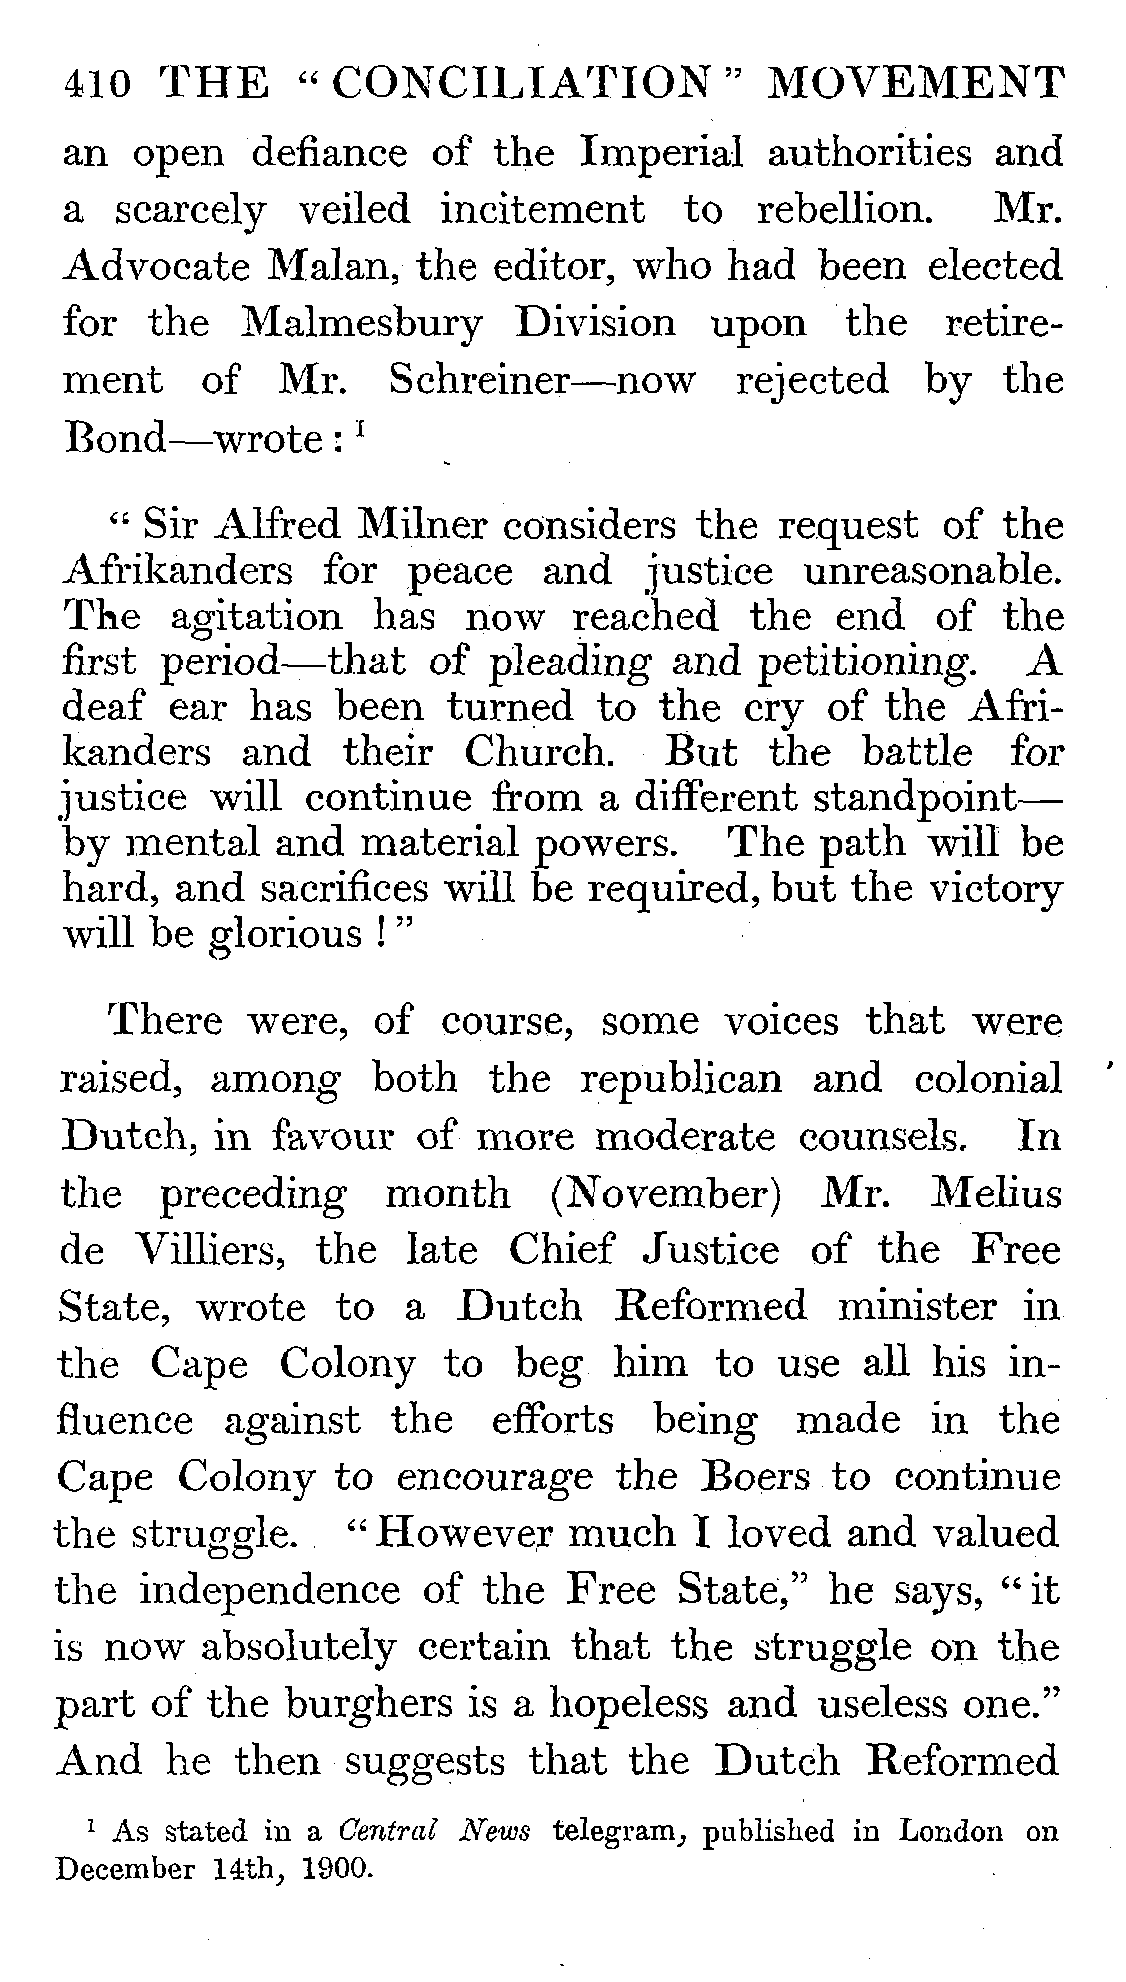 410 THE " CONCILIATION " MOVEMENT
an open defiance of the Imperial authorities and
a scarcely veiled incitement to rebellion. Mr.
Advocate Malan, the editor, who had been elected
for the Malmesbury Division upon the retire-
ment of Mr. Schreiner—now rejected by the
Bond—wrote : ¹
" Sir Alfred Milner considers the request of the
Afrikanders for peace and justice unreasonable.
The agitation has now reached the end of the
first period—that of pleading and petitioning. A
deaf ear has been turned to the cry of the Afri-
kanders and their Church. But the battle for
justice will continue from a different standpoint—
by mental and material powers. The path will be
hard, and sacrifices will be required, but the victory
will be glorious ! "
There were, of course, some voices that were
raised, among both the republican and colonial
Dutch, in favour of more moderate counsels. In
the preceding month (November) Mr. Melius
de Villiers, the late Chief Justice of the Free
State, wrote to a Dutch Reformed minister in
the Cape Colony to beg him to use all his in-
fluence against the efforts being made in the
Cape Colony to encourage the Boers to continue
the struggle. " However much I loved and valued
the independence of the Free State," he says, " it
is now absolutely certain that the struggle on the
part of the burghers is a hopeless and useless one."
And he then suggests that the Dutch Reformed
¹ As stated in a Central News telegram, published in London on
December 14th, 1900.